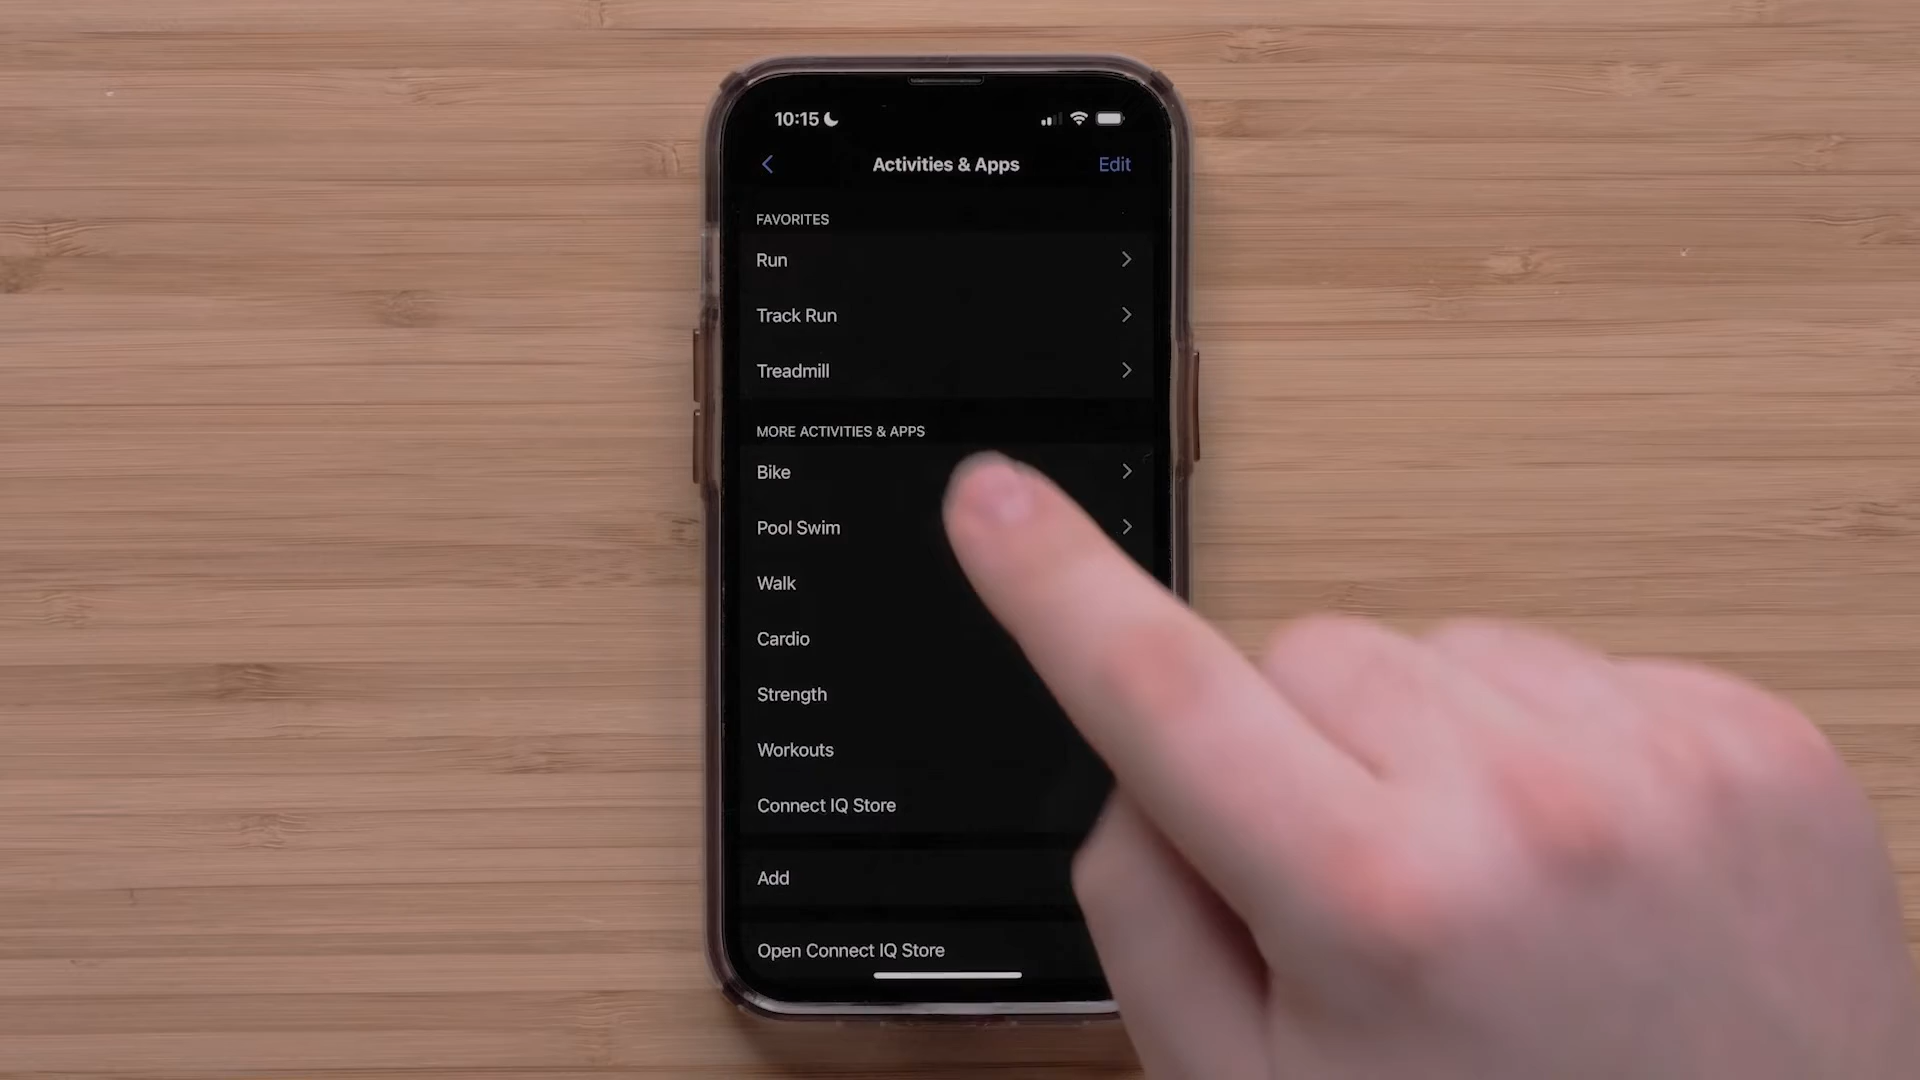 10:15
Activities & Apps
Edit
FAVORITES
Run
Track Run
Treadmill
MORE ACTIVITIES & APPS
Bike
Pool Swim
Walk
Cardio
Strength
Workouts
Connect IQ Store
Add
Open Connect IQ Store